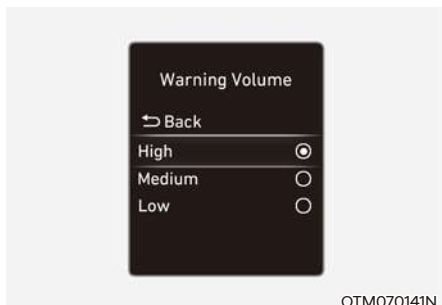 Warning Volume
Back
High
Medium
Low
OTM070141N